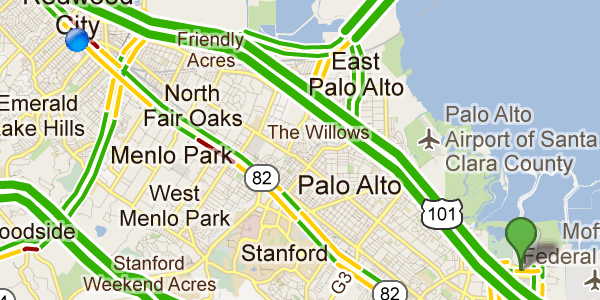 Redwood
City
Friendly
Acres
East
Palo Alto
Emerald
Lake Hills
North
Fair Oaks
The Willows
Palo Alto
Airport of Santa
Clara County
Menlo Park
82
Palo Alto
West
Menlo Park
101
oodside
Stanford
Mof
Federal
Stanford
Weekend Acres
G3
82